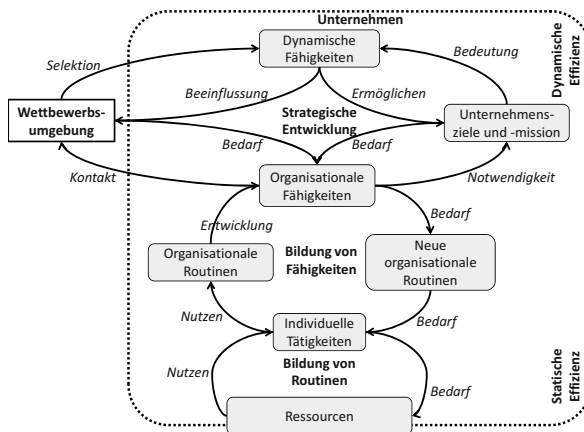 Unternehmen
Dynamische
Fähigkeiten
Dynamische
Effizienz
Selektion
Bedeutung
Beeinflussung
Ermöglichen
Wettbewerbs-
umgebung
Strategische
Entwicklung
Unternehmens-
ziele und -mission
Bedarf
Bedarf
Kontakt
Organisationale
Fähigkeiten
Notwendigkeit
Entwicklung
Bedarf
Organisationale
Routinen
Bildung von
Fähigkeiten
Neue
organisationale
Routinen
Nutzen
Individuelle
Tätigkeiten
Bedarf
Nutzen
Bildung von
Routinen
Bedarf
Statische
Effizienz
Ressourcen